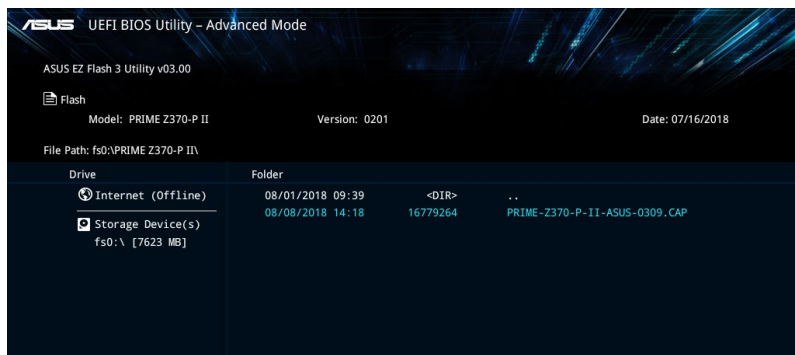 ASUS UEFI BIOS Utility – Advanced Mode
ASUS EZ Flash 3 Utility v03.00
Flash
Model: PRIME Z370-P II Version: 0201 Date: 07/16/2018
File Path: fs0:\PRIME Z370-P II\
Drive Folder
Internet (Offline) 08/01/2018 09:39 <DIR> ..
08/08/2018 14:18 16779264 PRIME-Z370-P-II-ASUS-0309.CAP
Storage Device(s)
fs0:\ [7623 MB]